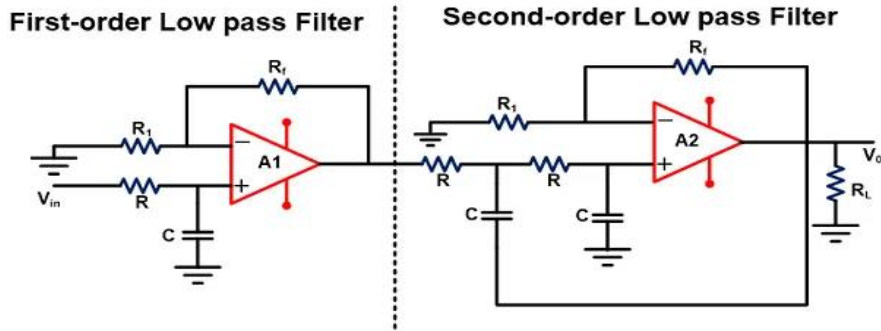 First-order Low pass Filter
Second-order Low pass Filter
Rf
R1
A1
Vin
R
C
Rf
R1
A2
R
R
C
C
V0
RL